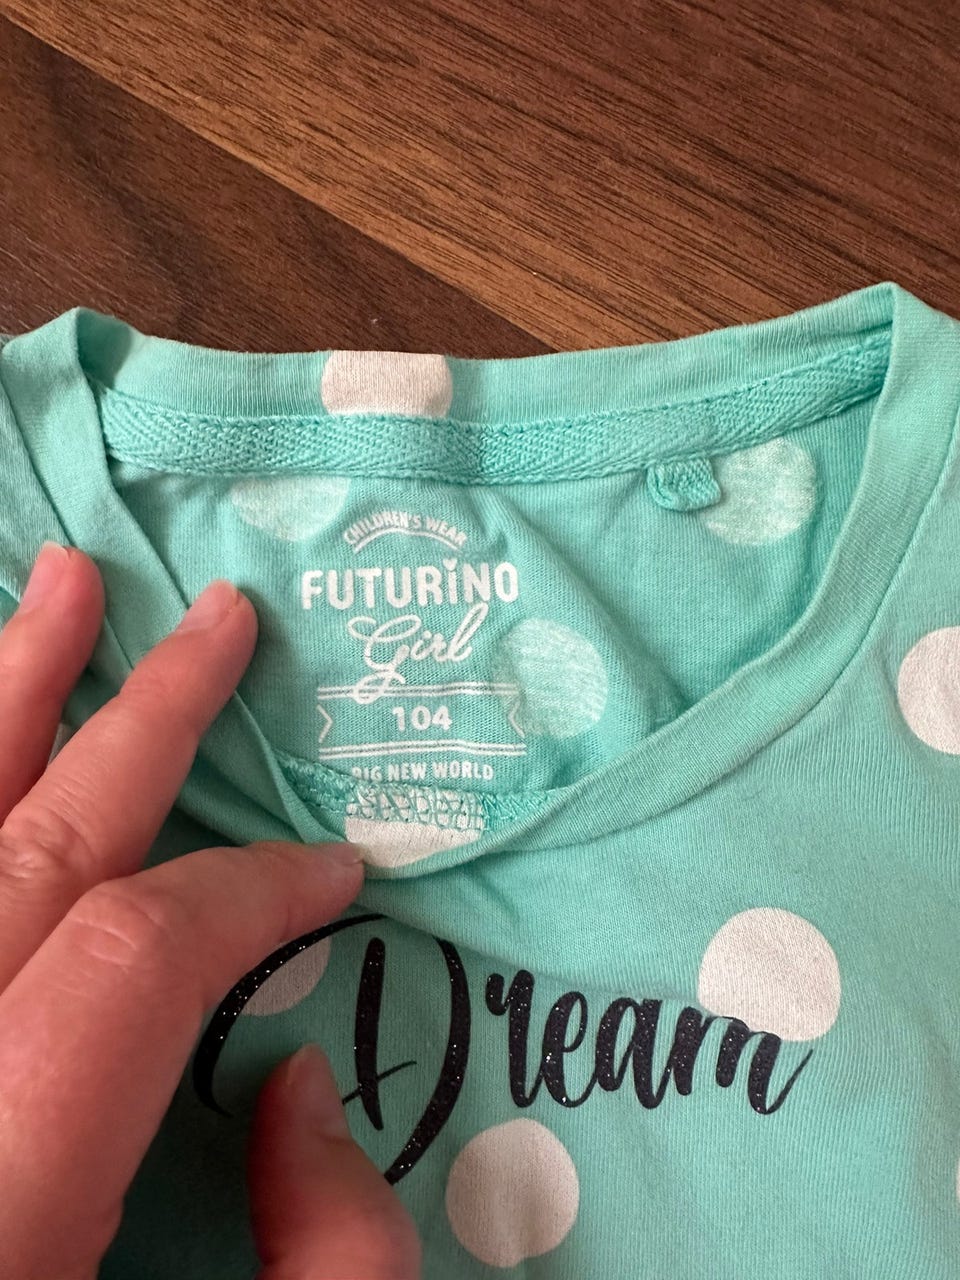 CHILDREN'S WEAR
FUTURiNO
Girl
104
BIG NEW WORLD
Dream